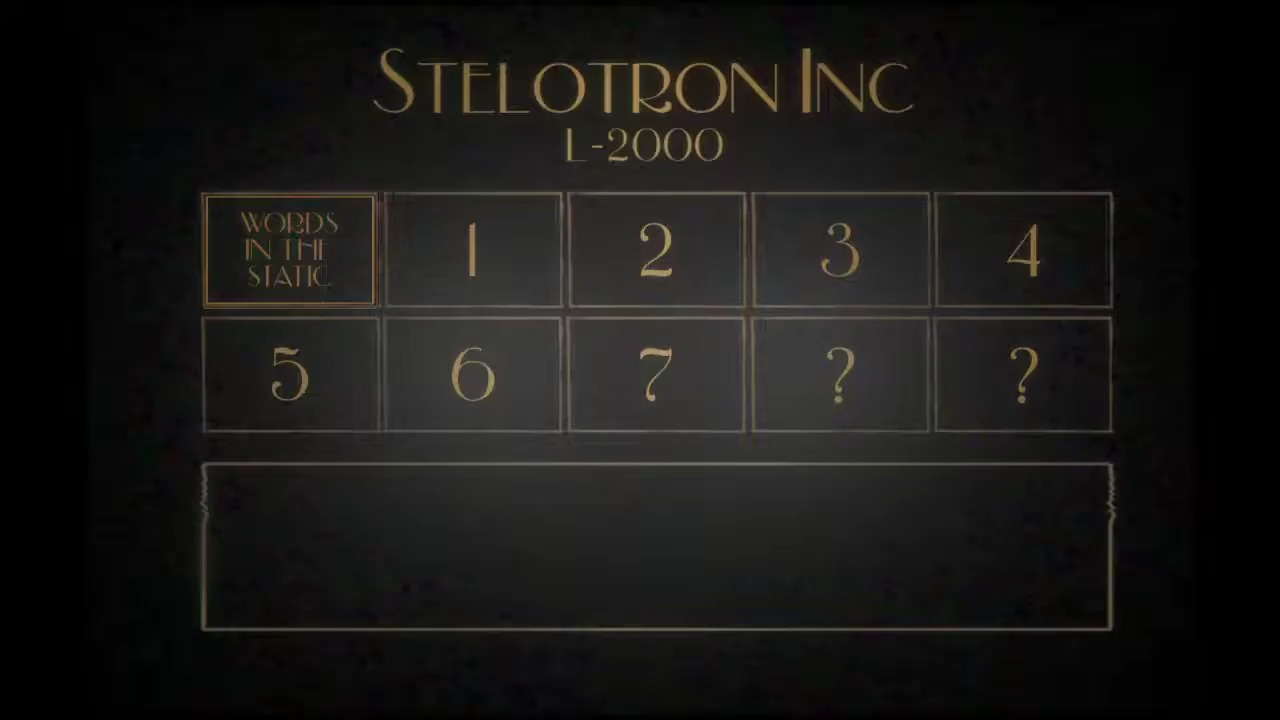 STELOTRON INC
L-2000
WORDS
IN THE
STATIC
1
2
3
4
5
6
7
?
?